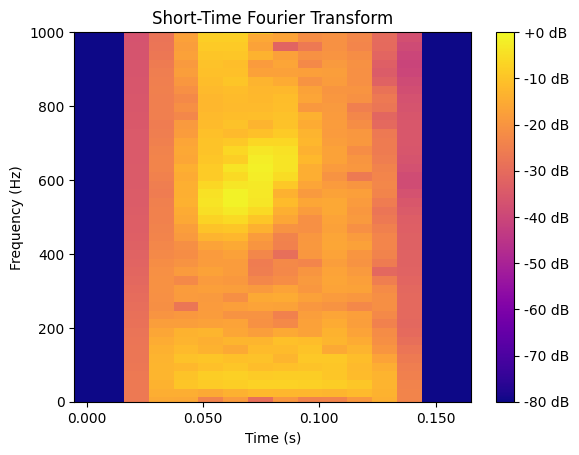 Short-Time Fourier Transform
1000
800
600
400
200
0
Frequency (Hz)
0.000
0.050
0.100
0.150
Time (s)
+0 dB
-10 dB
-20 dB
-30 dB
-40 dB
-50 dB
-60 dB
-70 dB
-80 dB